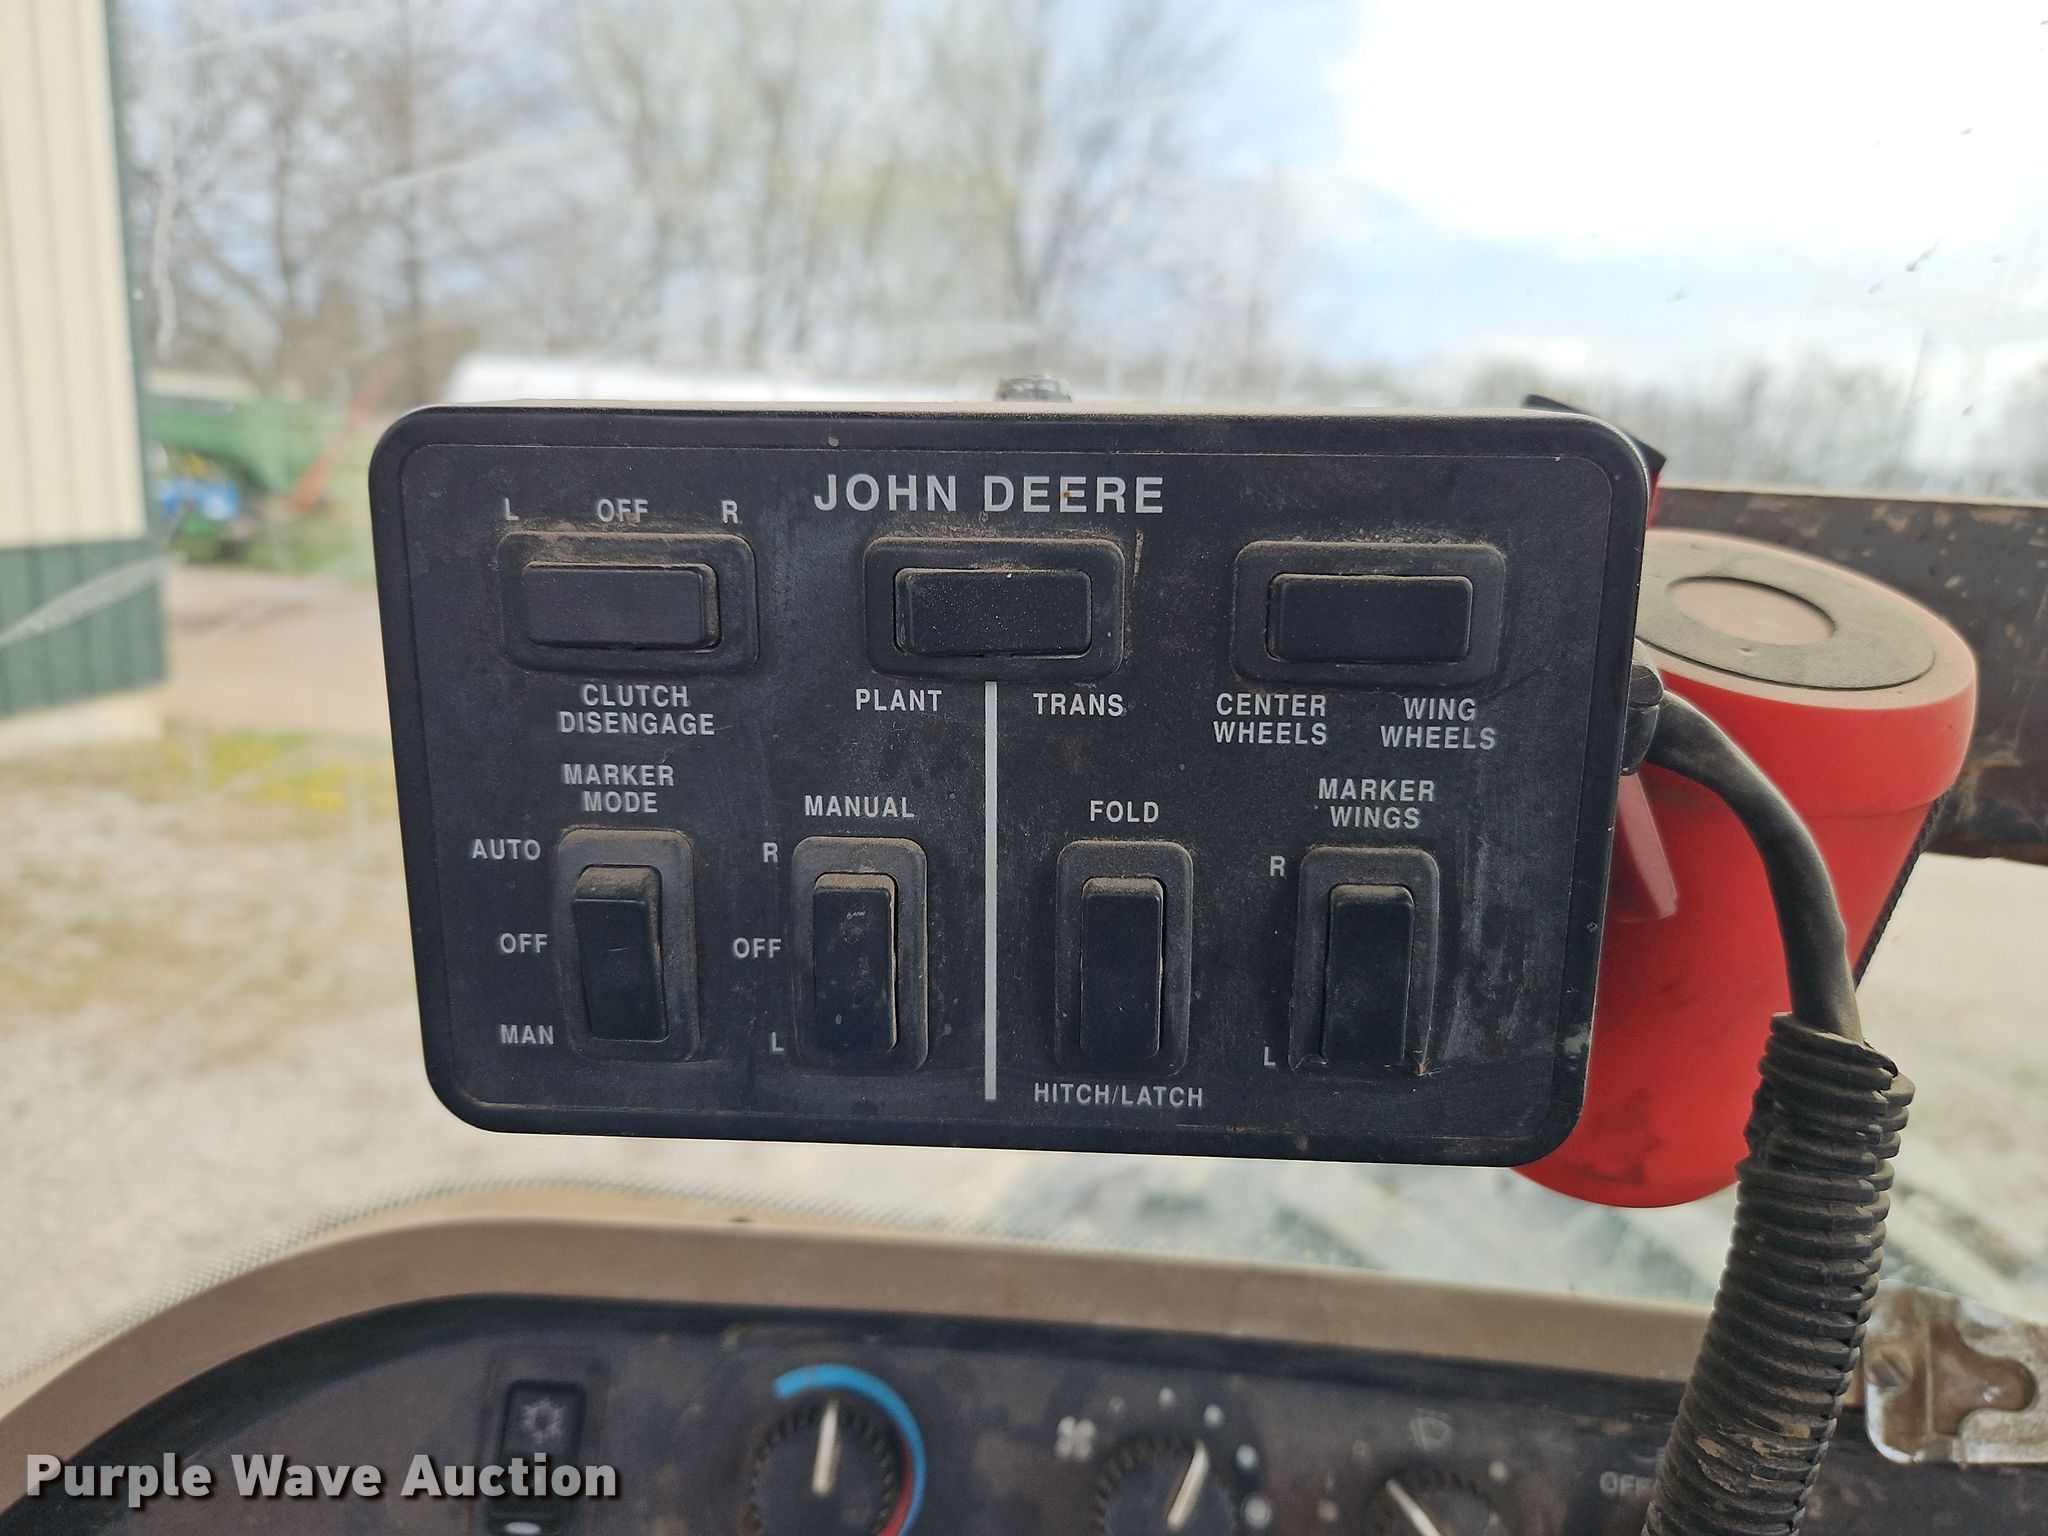 JOHN DEERE
L OFF R
CLUTCH
DISENGAGE
PLANT
TRANS
CENTER
WHEELS
WING
WHEELS
MARKER
MODE
AUTO
OFF
MAN
MANUAL
R
OFF
L
FOLD
HITCH/LATCH
MARKER
WINGS
R
L
OFF
Purple Wave Auction